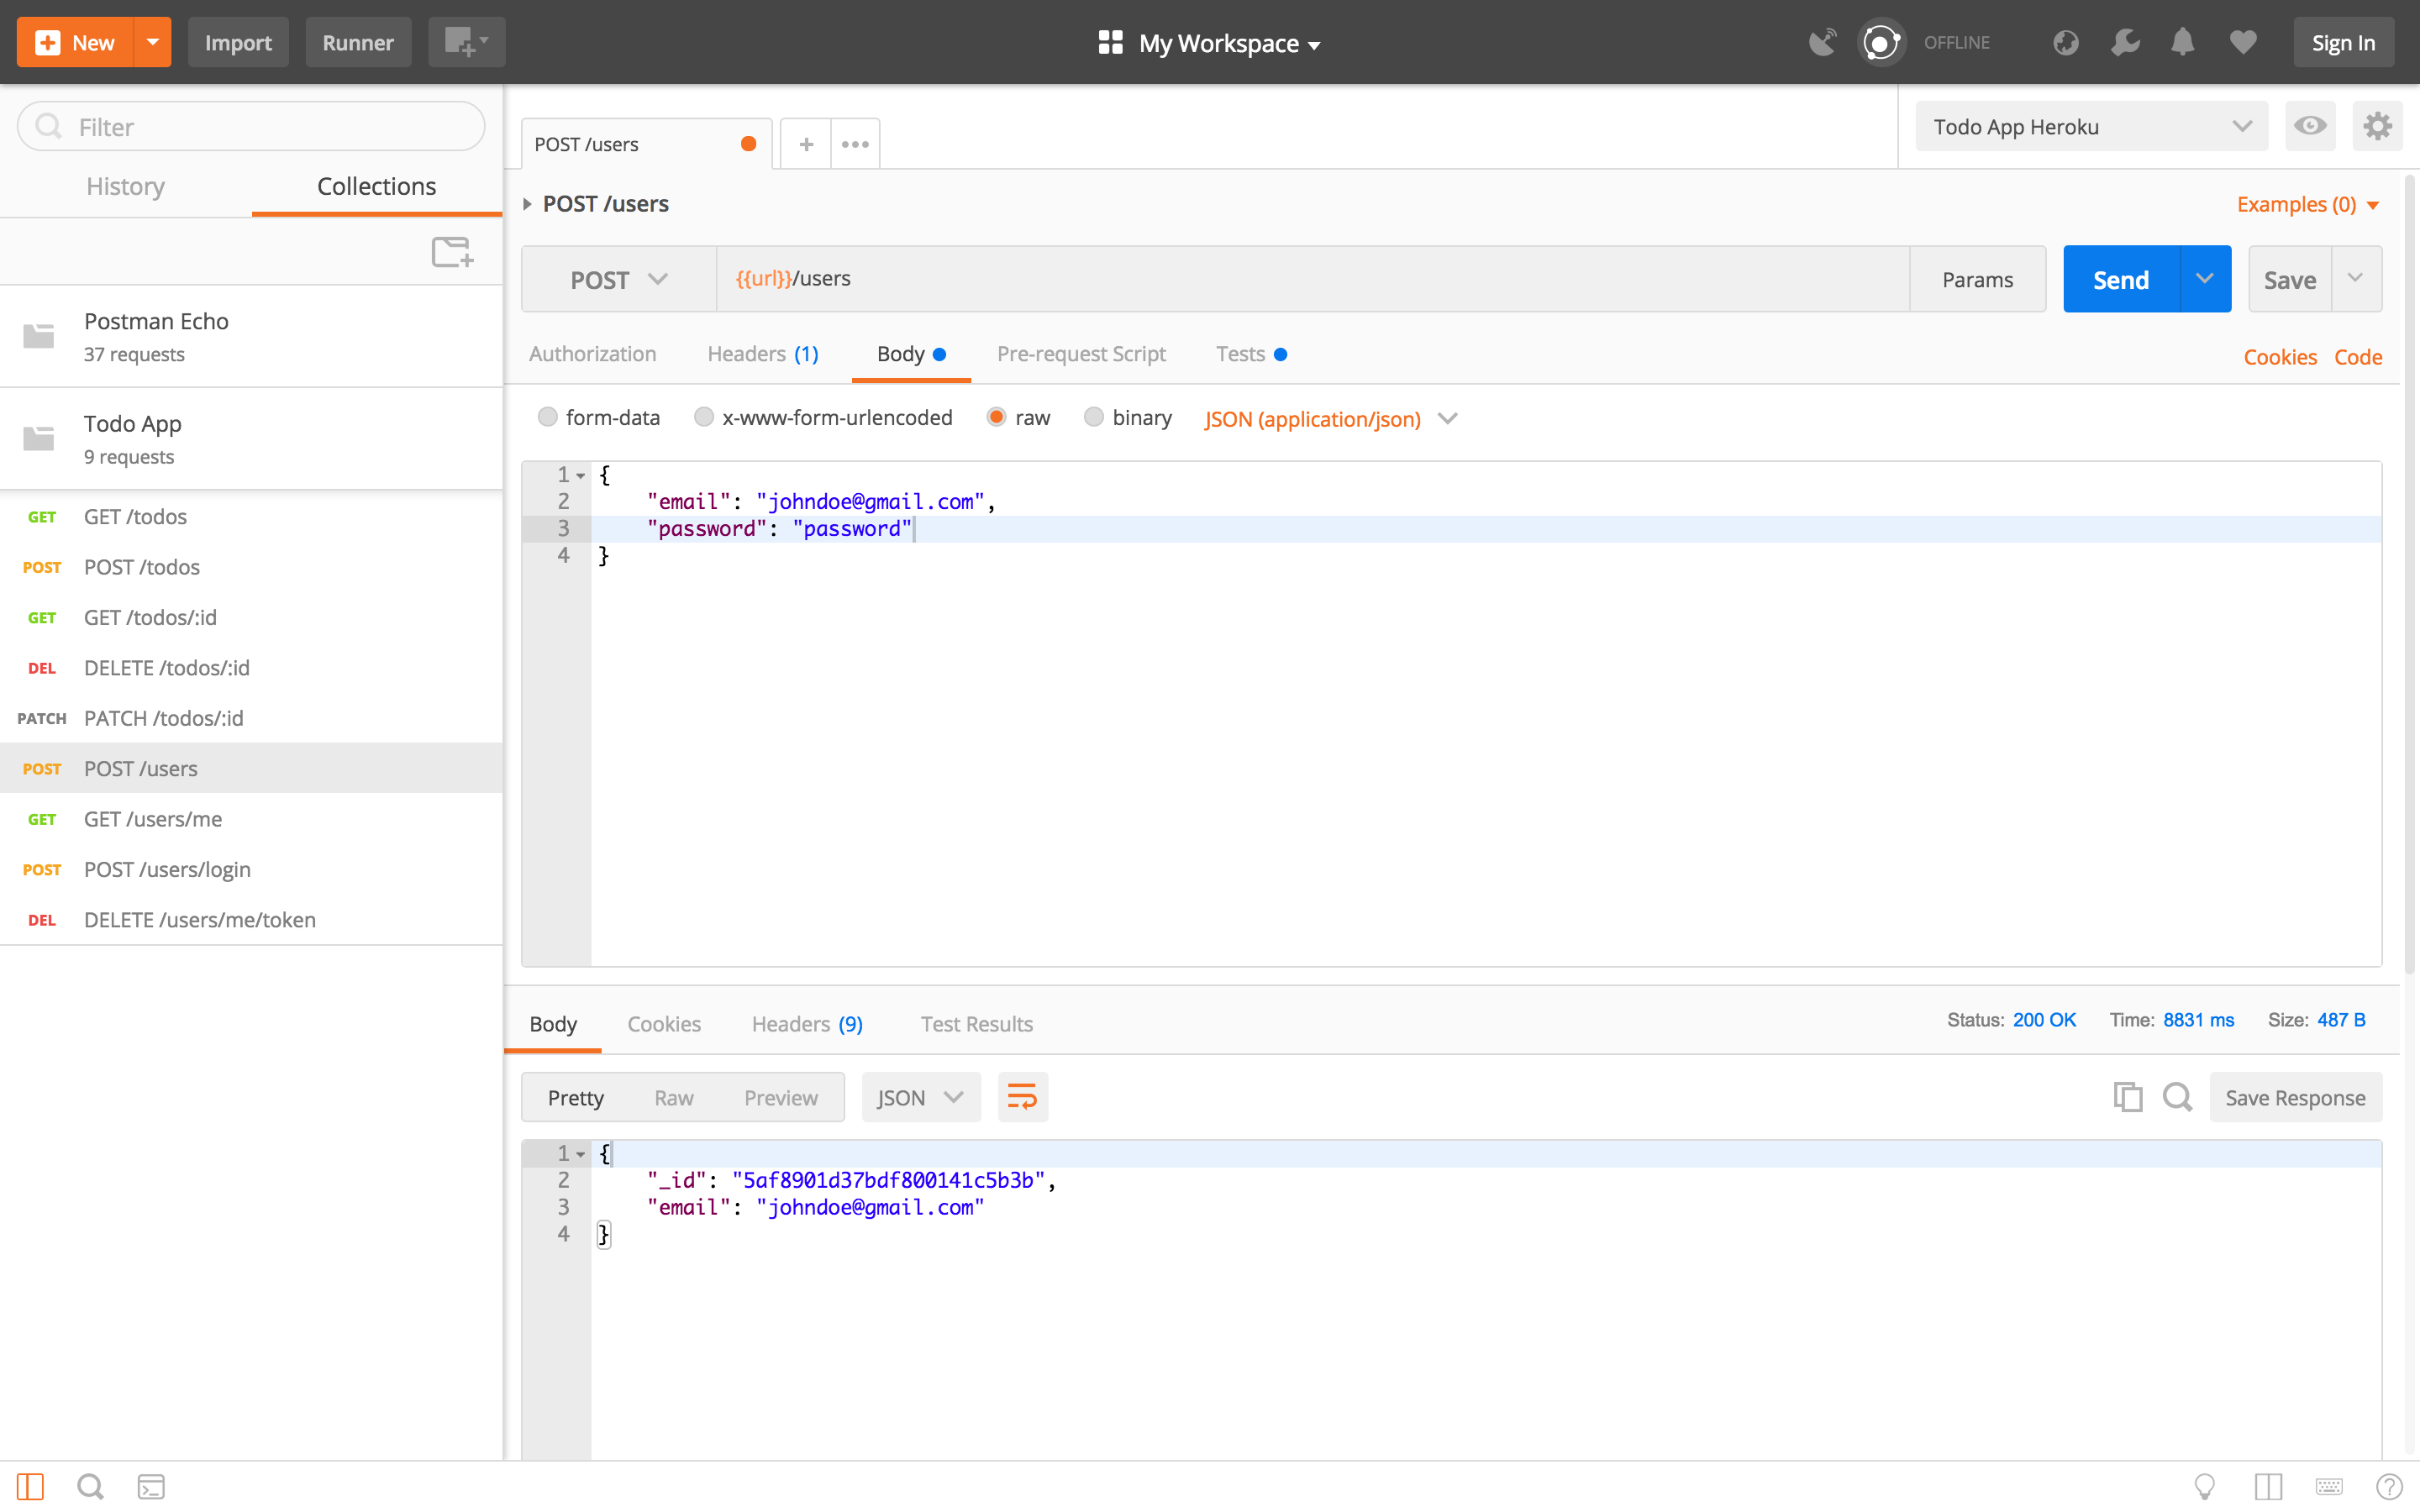 New
Import
Runner
My Workspace
OFFLINE
Sign In
Filter
History
Collections
Postman Echo
37 requests
Todo App
9 requests
GET GET /todos
POST POST /todos
GET GET /todos/:id
DEL DELETE /todos/:id
PATCH PATCH /todos/:id
POST POST /users
GET GET /users/me
POST POST /users/login
DEL DELETE /users/me/token
POST /users
Todo App Heroku
POST /users
Examples (0)
POST
{{url}}/users
Params
Send
Save
Authorization
Headers (1)
Body
Pre-request Script
Tests
Cookies
Code
form-data
x-www-form-urlencoded
raw
binary
JSON (application/json)
1 {
2 "email": "johndoe@gmail.com",
3 "password": "password"
4 }
Body
Cookies
Headers (9)
Test Results
Status: 200 OK
Time: 8831 ms
Size: 487 B
Pretty
Raw
Preview
JSON
Save Response
1 {
2 "_id": "5af8901d37bdf800141c5b3b",
3 "email": "johndoe@gmail.com"
4 }